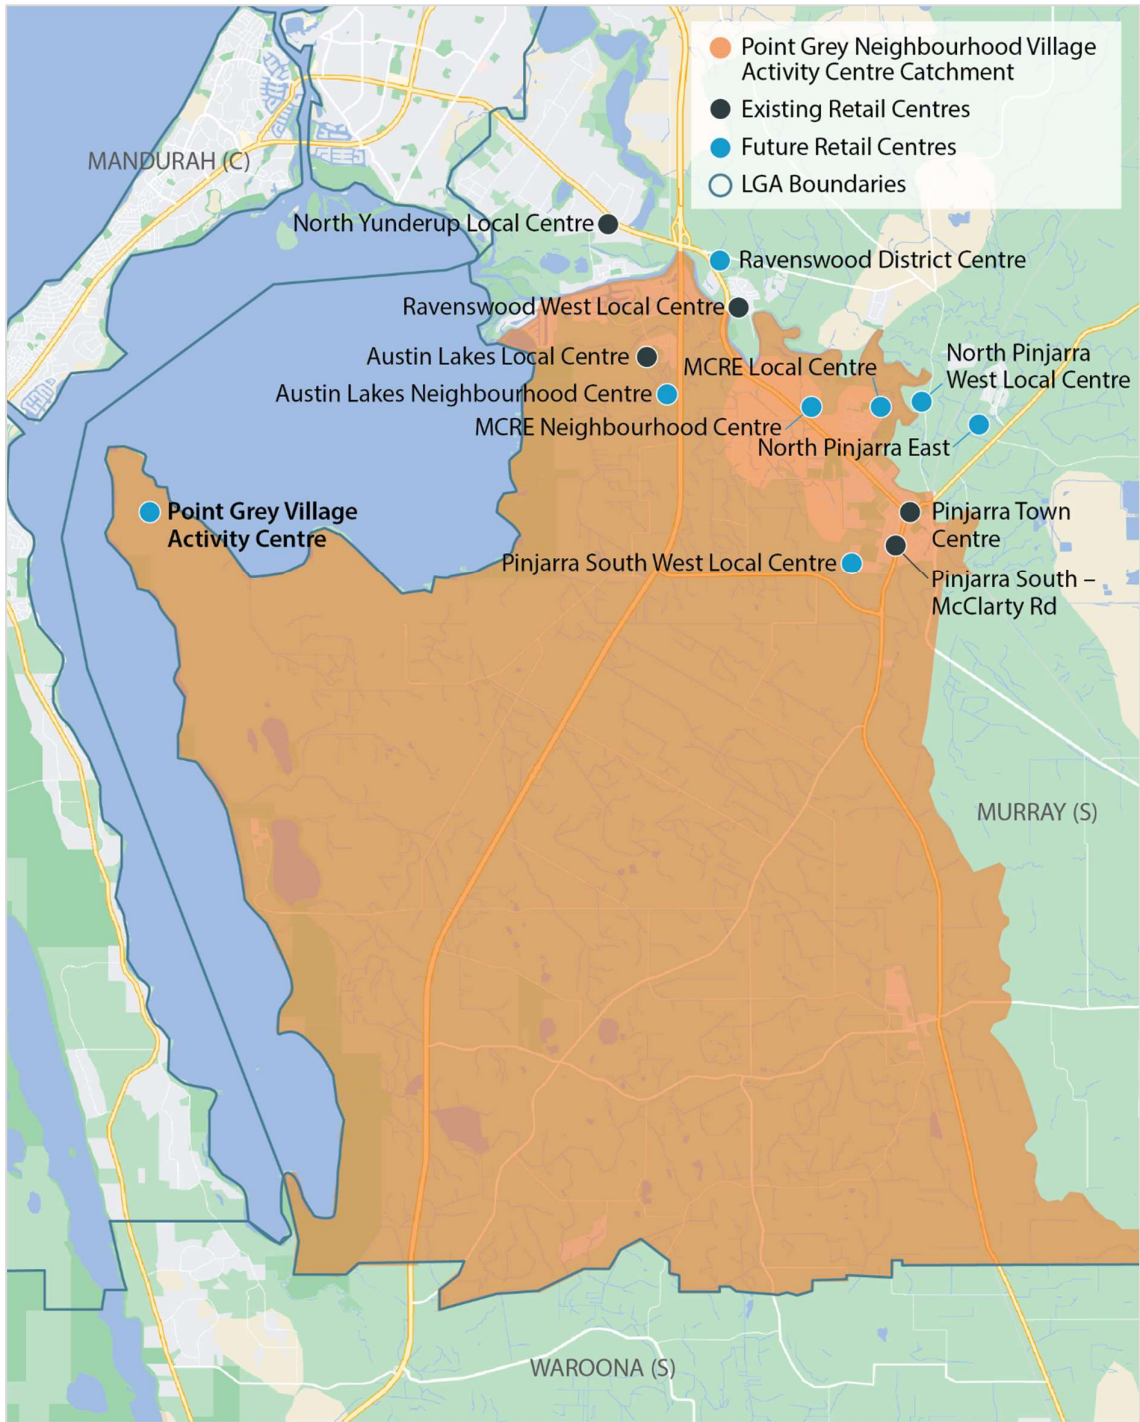 Point Grey Neighbourhood Village
Activity Centre Catchment
Existing Retail Centres
Future Retail Centres
LGA Boundaries
MANDURAH (C)
North Yunderup Local Centre
Ravenswood District Centre
Ravenswood West Local Centre
Austin Lakes Local Centre
MCRE Local Centre
North Pinjarra
West Local Centre
Austin Lakes Neighbourhood Centre
MCRE Neighbourhood Centre
North Pinjarra East
Point Grey Village
Activity Centre
Pinjarra Town
Centre
Pinjarra South West Local Centre
Pinjarra South –
McClarty Rd
MURRAY (S)
WAROONA (S)